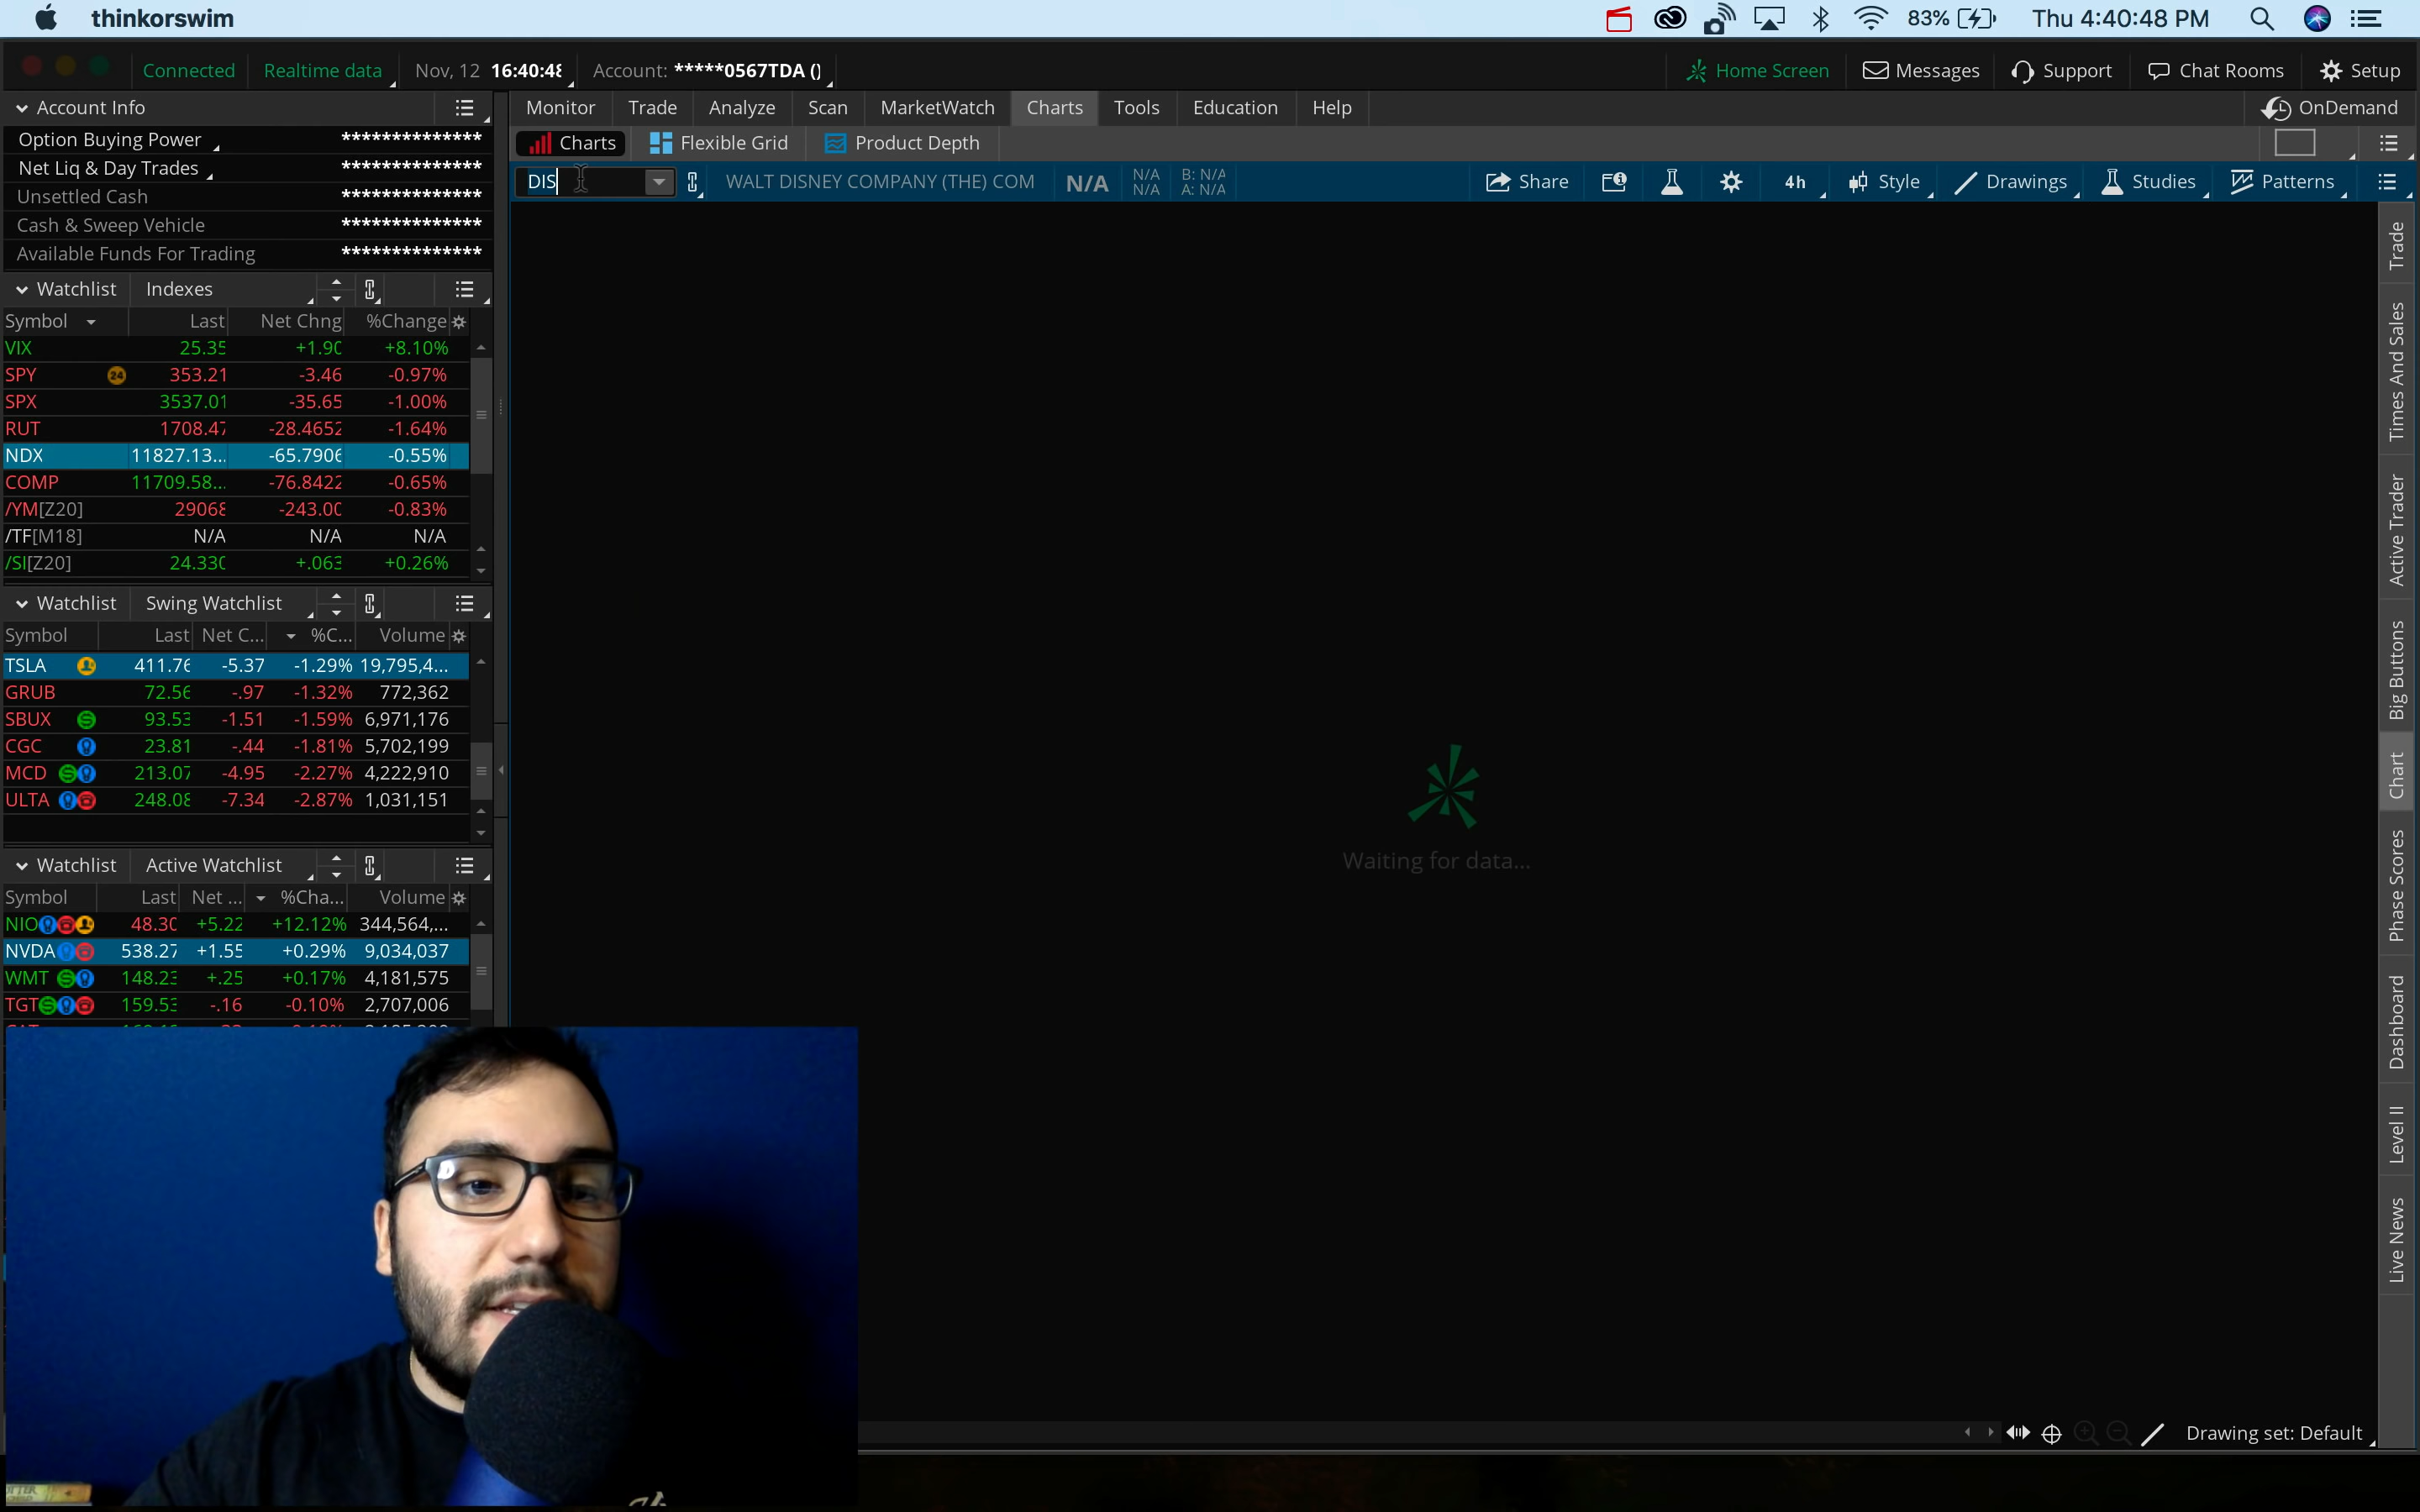 thinkorswim 83% Thu 4:40:48 PM
Connected Realtime data Nov, 12 16:40:48 Account: *****0567TDA () Home Screen Messages Support Chat Rooms Setup
Account Info
Option Buying Power **************
Net Liq & Day Trades **************
Unsettled Cash **************
Cash & Sweep Vehicle **************
Available Funds For Trading **************
Monitor Trade Analyze Scan MarketWatch Charts Tools Education Help OnDemand
Charts Flexible Grid Product Depth
DIS WALT DISNEY COMPANY (THE) COM N/A N/A B: N/A Share 4h Style Drawings Studies Patterns
N/A A: N/A
Watchlist Indexes
Symbol Last Net Chng %Change
VIX 25.35 +1.90 +8.10%
SPY 24 353.21 -3.46 -0.97%
SPX 3537.01 -35.65 -1.00%
RUT 1708.47 -28.4652 -1.64%
NDX 11827.13... -65.7906 -0.55%
COMP 11709.58... -76.8422 -0.65%
/YM[Z20] 29068 -243.00 -0.83%
/TF[M18] N/A N/A N/A
/SI[Z20] 24.330 +.063 +0.26%
Watchlist Swing Watchlist
Symbol Last Net C... %C... Volume
TSLA 411.76 -5.37 -1.29% 19,795,4...
GRUB 72.56 -.97 -1.32% 772,362
SBUX 93.53 -1.51 -1.59% 6,971,176
CGC 23.81 -.44 -1.81% 5,702,199
MCD 213.07 -4.95 -2.27% 4,222,910
ULTA 248.08 -7.34 -2.87% 1,031,151
Watchlist Active Watchlist
Symbol Last Net ... %Cha... Volume
NIO 48.30 +5.22 +12.12% 344,564,...
NVDA 538.27 +1.55 +0.29% 9,034,037
WMT 148.23 +.25 +0.17% 4,181,575
TGT 159.53 -.16 -0.10% 2,707,006
Waiting for data...
Trade
Times And Sales
Active Trader
Big Buttons
Chart
Phase Scores
Dashboard
Level II
Live News
Drawing set: Default